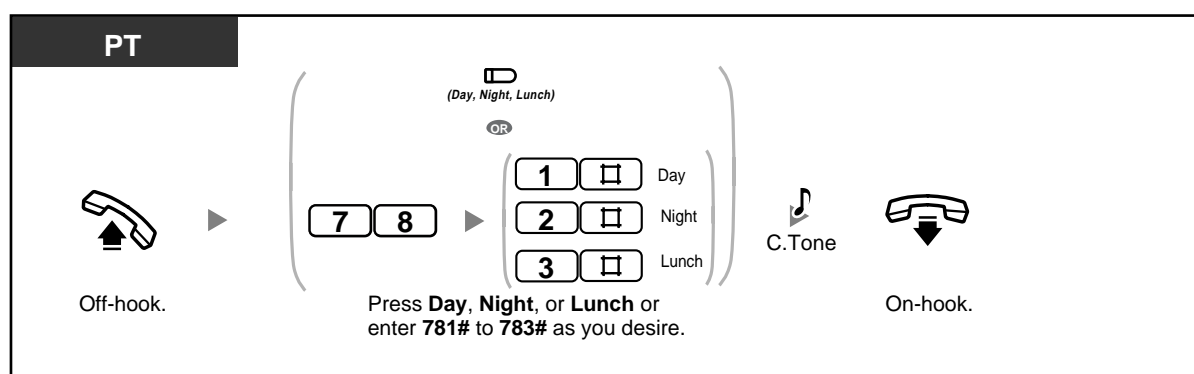 PT
(Day, Night, Lunch)
OR
1 # Day
7 8 2 # Night
3 # Lunch
C.Tone
Off-hook.
Press Day, Night, or Lunch or
enter 781# to 783# as you desire.
On-hook.